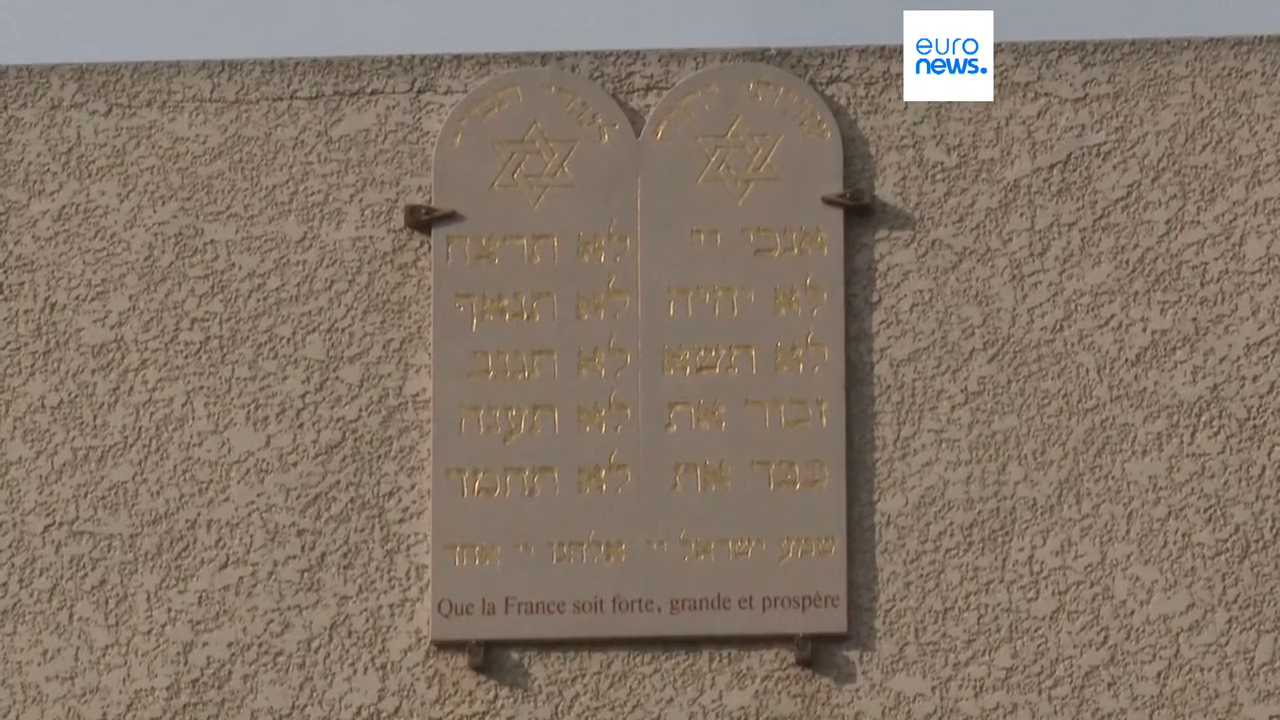 euro
news.
אנכי יי
לא יהיה
לא תשא
זכור את
כבד את
לא תרצח
לא תנאף
לא תגנב
לא תענה
לא תחמד
שמע ישראל יי אלהנו יי אחד
Que la France soit forte, grande et prospère